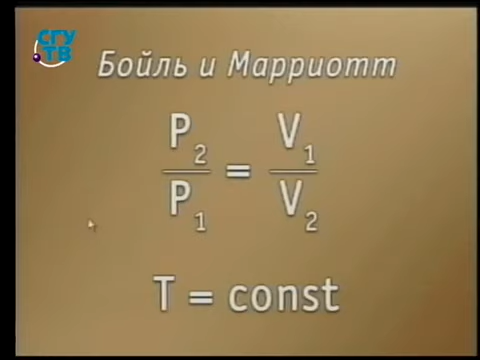 СГУ
ТВ
Бойль и Марриотт
P₂/P₁ = V₁/V₂
T = const